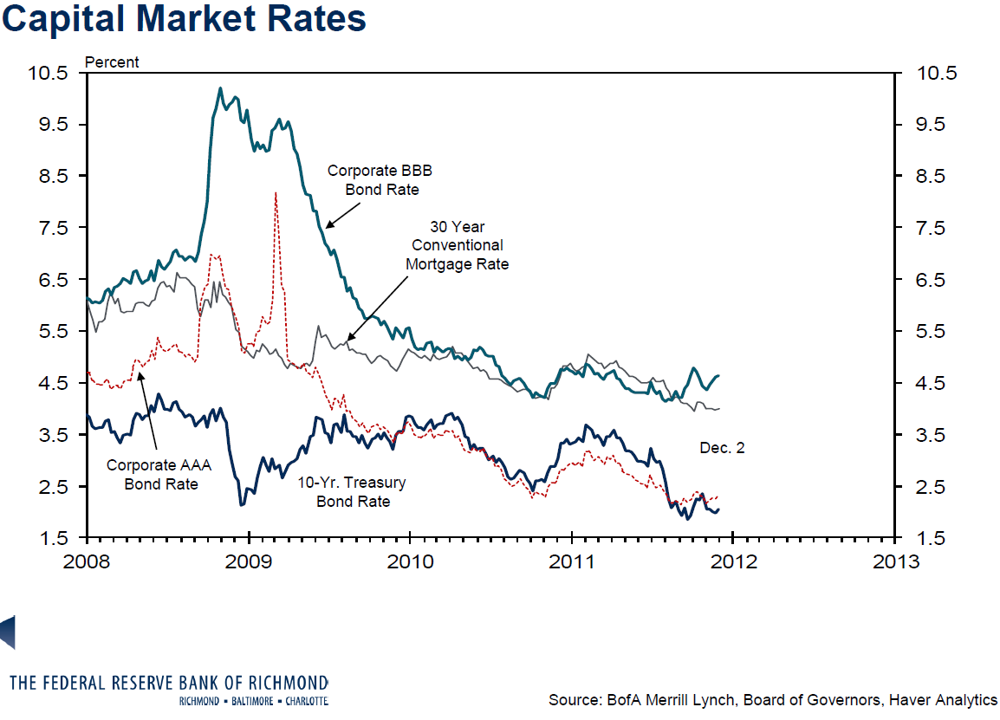 Capital Market Rates
Percent
10.5 10.5
9.5 9.5
8.5 8.5
7.5 7.5
6.5 6.5
5.5 5.5
4.5 4.5
3.5 3.5
2.5 2.5
1.5 1.5
Corporate BBB
Bond Rate
30 Year
Conventional
Mortgage Rate
Dec. 2
Corporate AAA
Bond Rate
10-Yr. Treasury
Bond Rate
2008 2009 2010 2011 2012 2013
THE FEDERAL RESERVE BANK OF RICHMOND
RICHMOND ▪ BALTIMORE ▪ CHARLOTTE
Source: BofA Merrill Lynch, Board of Governors, Haver Analytics